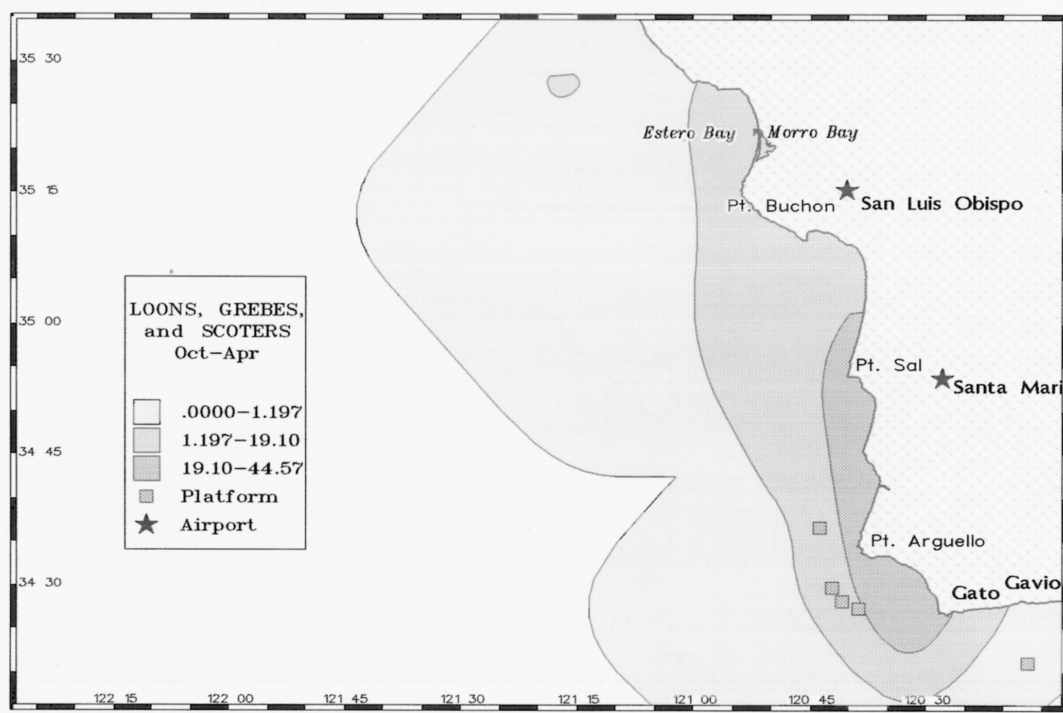 35 30
Estero Bay
Morro Bay
35 15
Pt. Buchon
San Luis Obispo
LOONS, GREBES,
and SCOTERS
Oct-Apr
.0000-1.197
1.197-19.10
19.10-44.57
Platform
Airport
35 00
Pt. Sal
Santa Mari
34 45
Pt. Arguello
34 30
Gato
Gavio
122 15
122 00
121 45
121 30
121 15
121 00
120 45
120 30